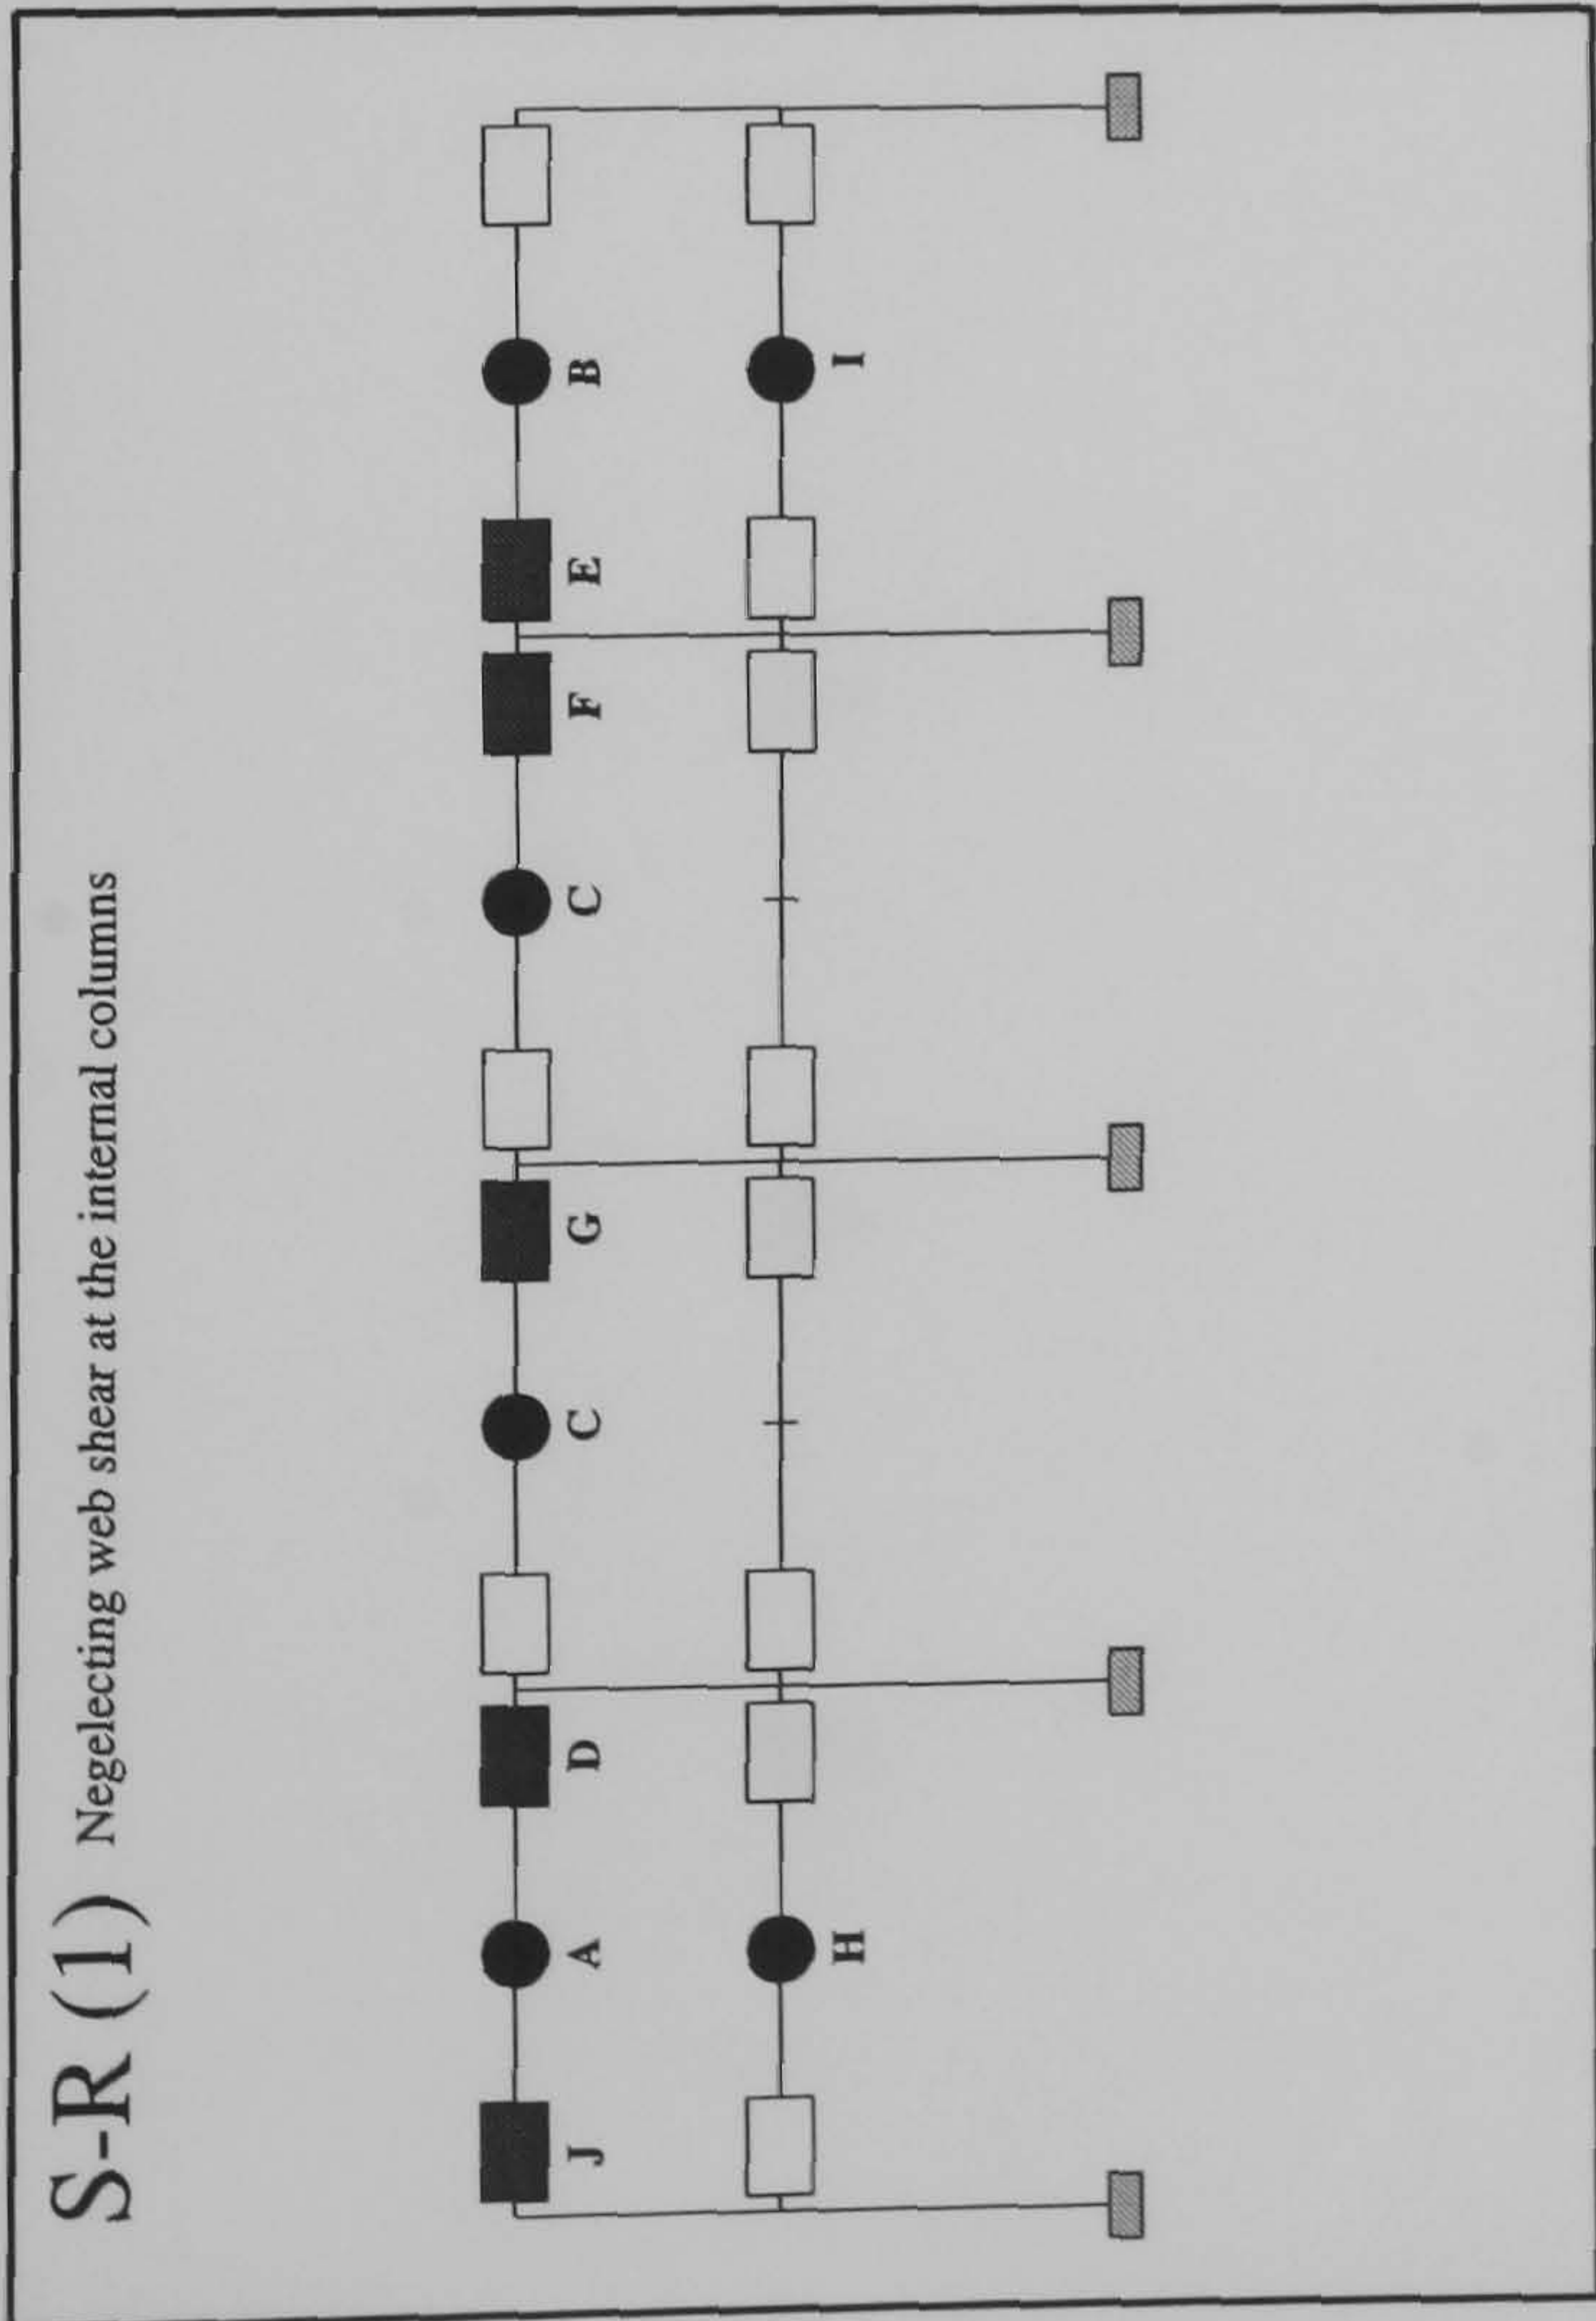 S-R (1) Negelecting web shear at the internal columns
J A D C G C F E B
H I